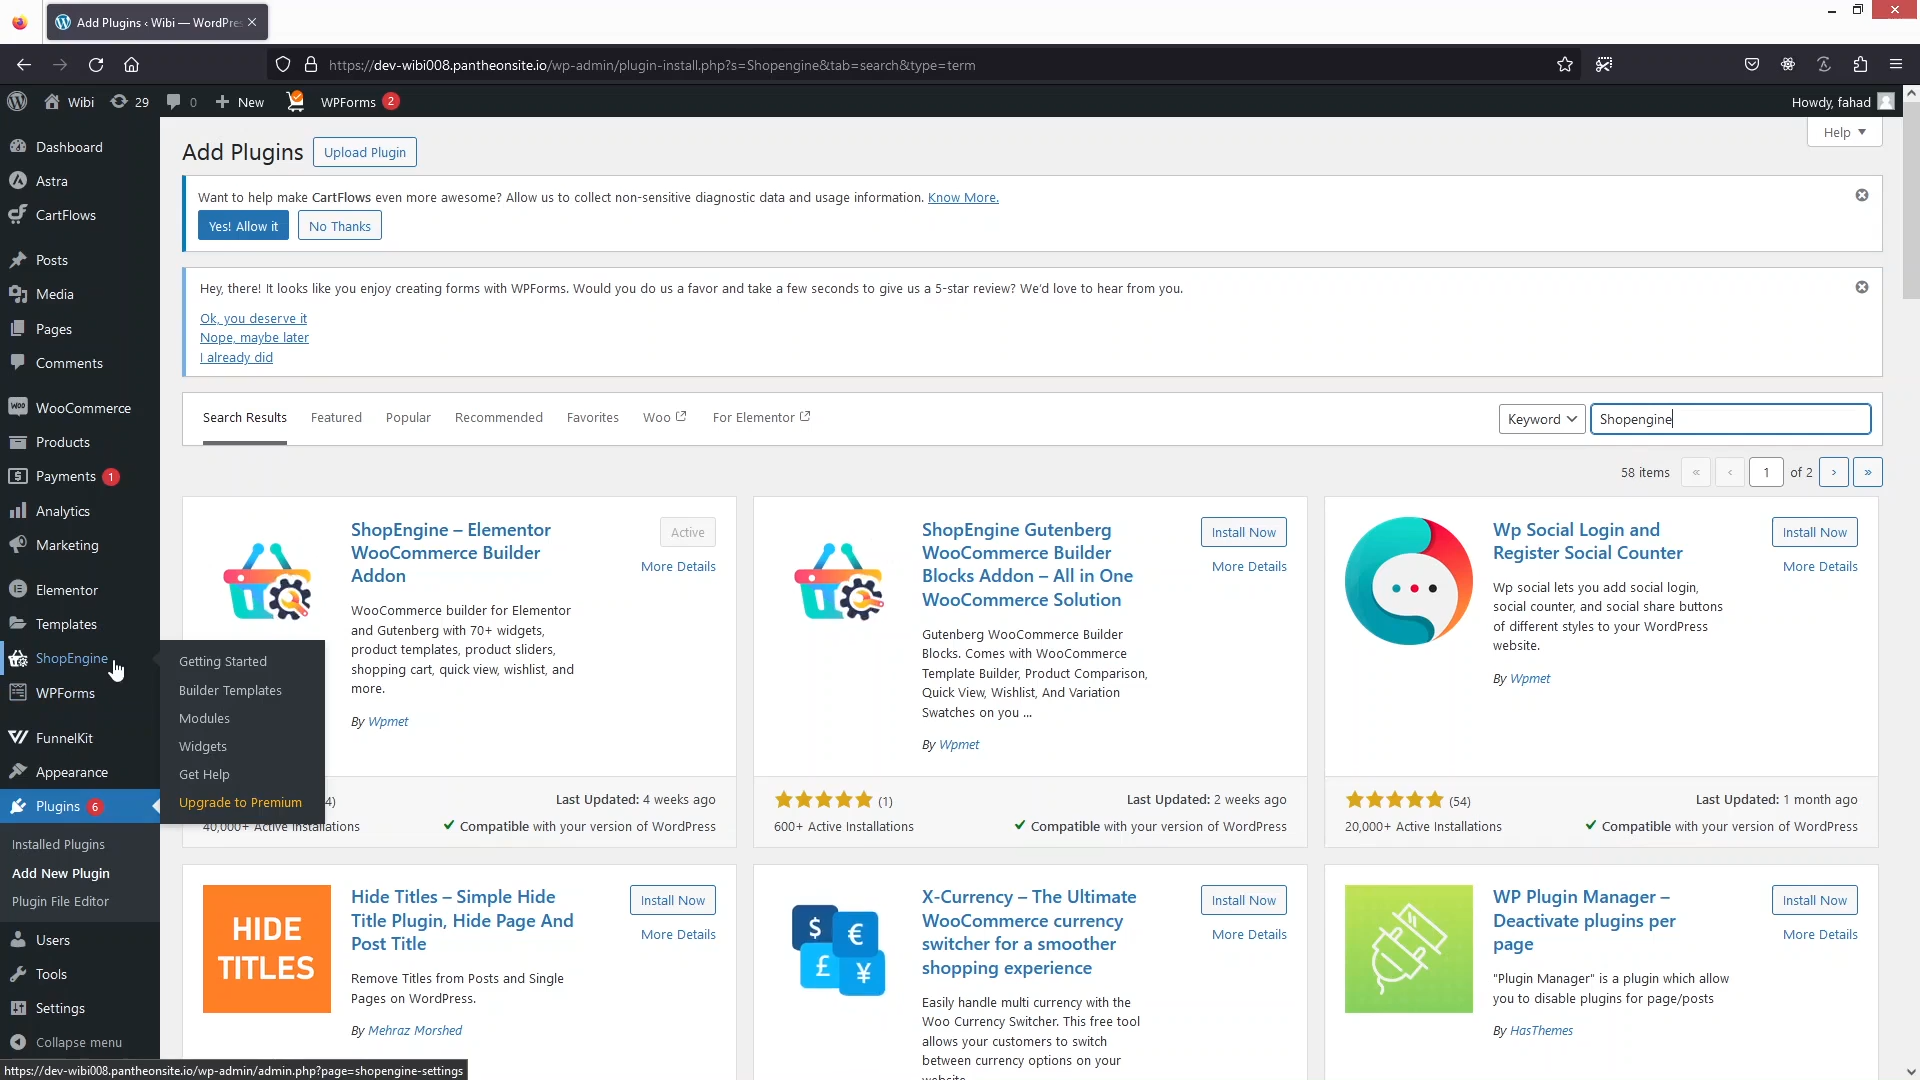 Add Plugins ‹ Wibi — WordPre
https://dev-wibi008.pantheonsite.io/wp-admin/plugin-install.php?s=Shopengine&tab=search&type=term
Wibi
29
0
New
WPForms 2
Howdy, fahad
Dashboard
Astra
CartFlows
Posts
Media
Pages
Comments
Woo WooCommerce
Products
Payments 1
Analytics
Marketing
Elementor
Templates
ShopEngine
WPForms
FunnelKit
Appearance
Plugins 6
Installed Plugins
Add New Plugin
Plugin File Editor
Users
Tools
Settings
Collapse menu
Getting Started
Builder Templates
Modules
Widgets
Get Help
Upgrade to Premium
Help
Add Plugins
Upload Plugin
Want to help make CartFlows even more awesome? Allow us to collect non-sensitive diagnostic data and usage information. Know More.
Yes! Allow it
No Thanks
Hey, there! It looks like you enjoy creating forms with WPForms. Would you do us a favor and take a few seconds to give us a 5-star review? We'd love to hear from you.
Ok, you deserve it
Nope, maybe later
I already did
Search Results
Featured
Popular
Recommended
Favorites
Woo
For Elementor
Keyword
Shopengine
58 items
«
‹
1
of 2
›
»
ShopEngine – Elementor
WooCommerce Builder
Addon
Active
More Details
WooCommerce builder for Elementor
and Gutenberg with 70+ widgets,
product templates, product sliders,
shopping cart, quick view, wishlist, and
more.
By Wpmet
4)
Last Updated: 4 weeks ago
40,000+ Active Installations
Compatible with your version of WordPress
ShopEngine Gutenberg
WooCommerce Builder
Blocks Addon – All in One
WooCommerce Solution
Install Now
More Details
Gutenberg WooCommerce Builder
Blocks. Comes with WooCommerce
Template Builder, Product Comparison,
Quick View, Wishlist, And Variation
Swatches on you ...
By Wpmet
(1)
Last Updated: 2 weeks ago
600+ Active Installations
Compatible with your version of WordPress
Wp Social Login and
Register Social Counter
Install Now
More Details
Wp social lets you add social login,
social counter, and social share buttons
of different styles to your WordPress
website.
By Wpmet
(54)
Last Updated: 1 month ago
20,000+ Active Installations
Compatible with your version of WordPress
HIDE
TITLES
Hide Titles – Simple Hide
Title Plugin, Hide Page And
Post Title
Install Now
More Details
Remove Titles from Posts and Single
Pages on WordPress.
By Mehraz Morshed
$ €
£ ¥
X-Currency – The Ultimate
WooCommerce currency
switcher for a smoother
shopping experience
Install Now
More Details
Easily handle multi currency with the
Woo Currency Switcher. This free tool
allows your customers to switch
between currency options on your
website.
WP Plugin Manager –
Deactivate plugins per
page
Install Now
More Details
"Plugin Manager" is a plugin which allow
you to disable plugins for page/posts
By HasThemes
https://dev-wibi008.pantheonsite.io/wp-admin/admin.php?page=shopengine-settings